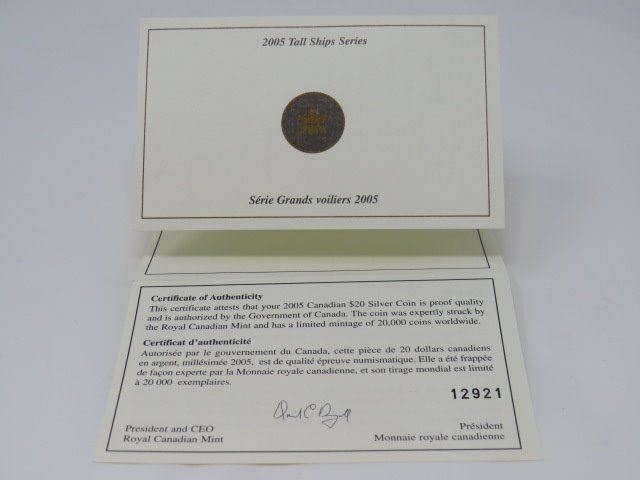 2005 Tall Ships Series
Série Grands voiliers 2005
Certificate of Authenticity
This certificate attests that your 2005 Canadian $20 Silver Coin is proof quality
and is authorized by the Government of Canada. The coin was expertly struck by
the Royal Canadian Mint and has a limited mintage of 20,000 coins worldwide.
Certificat d'authenticité
Autorisée par le gouvernement du Canada, cette pièce de 20 dollars canadiens
en argent, millésimée 2005, est de qualité épreuve numismatique. Elle a été frappée
de façon experte par la Monnaie royale canadienne, et son tirage mondial est limité
à 20 000 exemplaires.
12921
President and CEO
Royal Canadian Mint
Président
Monnaie royale canadienne